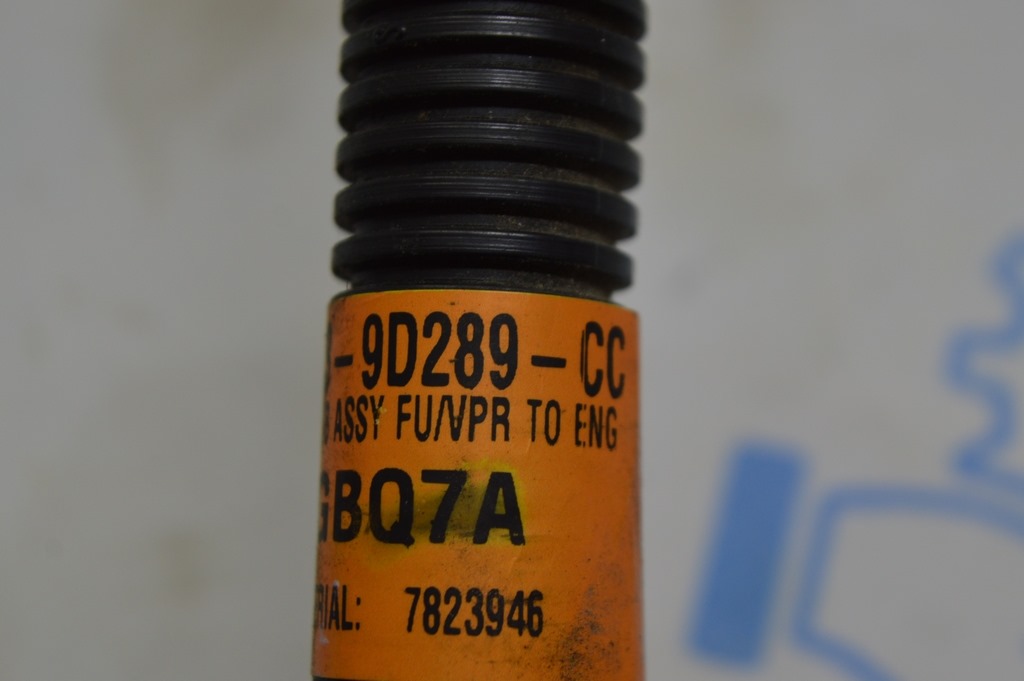 -9D289-CC
ASSY FU/VPR TO ENG
GBQ7A
RIAL: 7823946